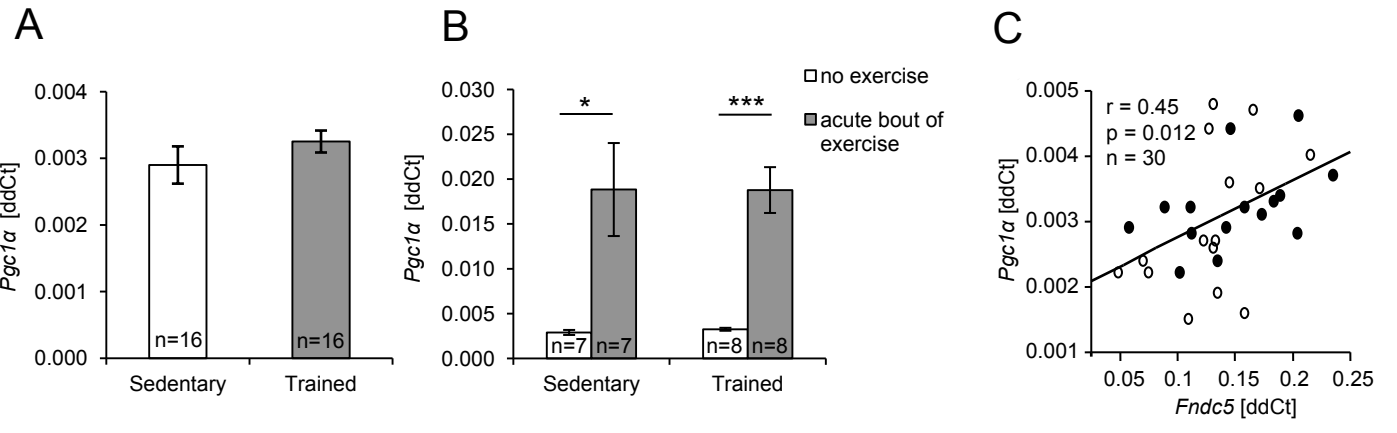 A
Pgc1α [ddCt]
0.004
0.003
0.002
0.001
0.000
n=16
n=16
Sedentary
Trained
B
Pgc1α [ddCt]
0.030
0.025
0.020
0.015
0.010
0.005
0.000
*
***
n=7
n=7
n=8
n=8
Sedentary
Trained
no exercise
acute bout of
exercise
C
Pgc1α [ddCt]
0.005
0.004
0.003
0.002
0.001
r = 0.45
p = 0.012
n = 30
0.05
0.1
0.15
0.2
0.25
Fndc5 [ddCt]